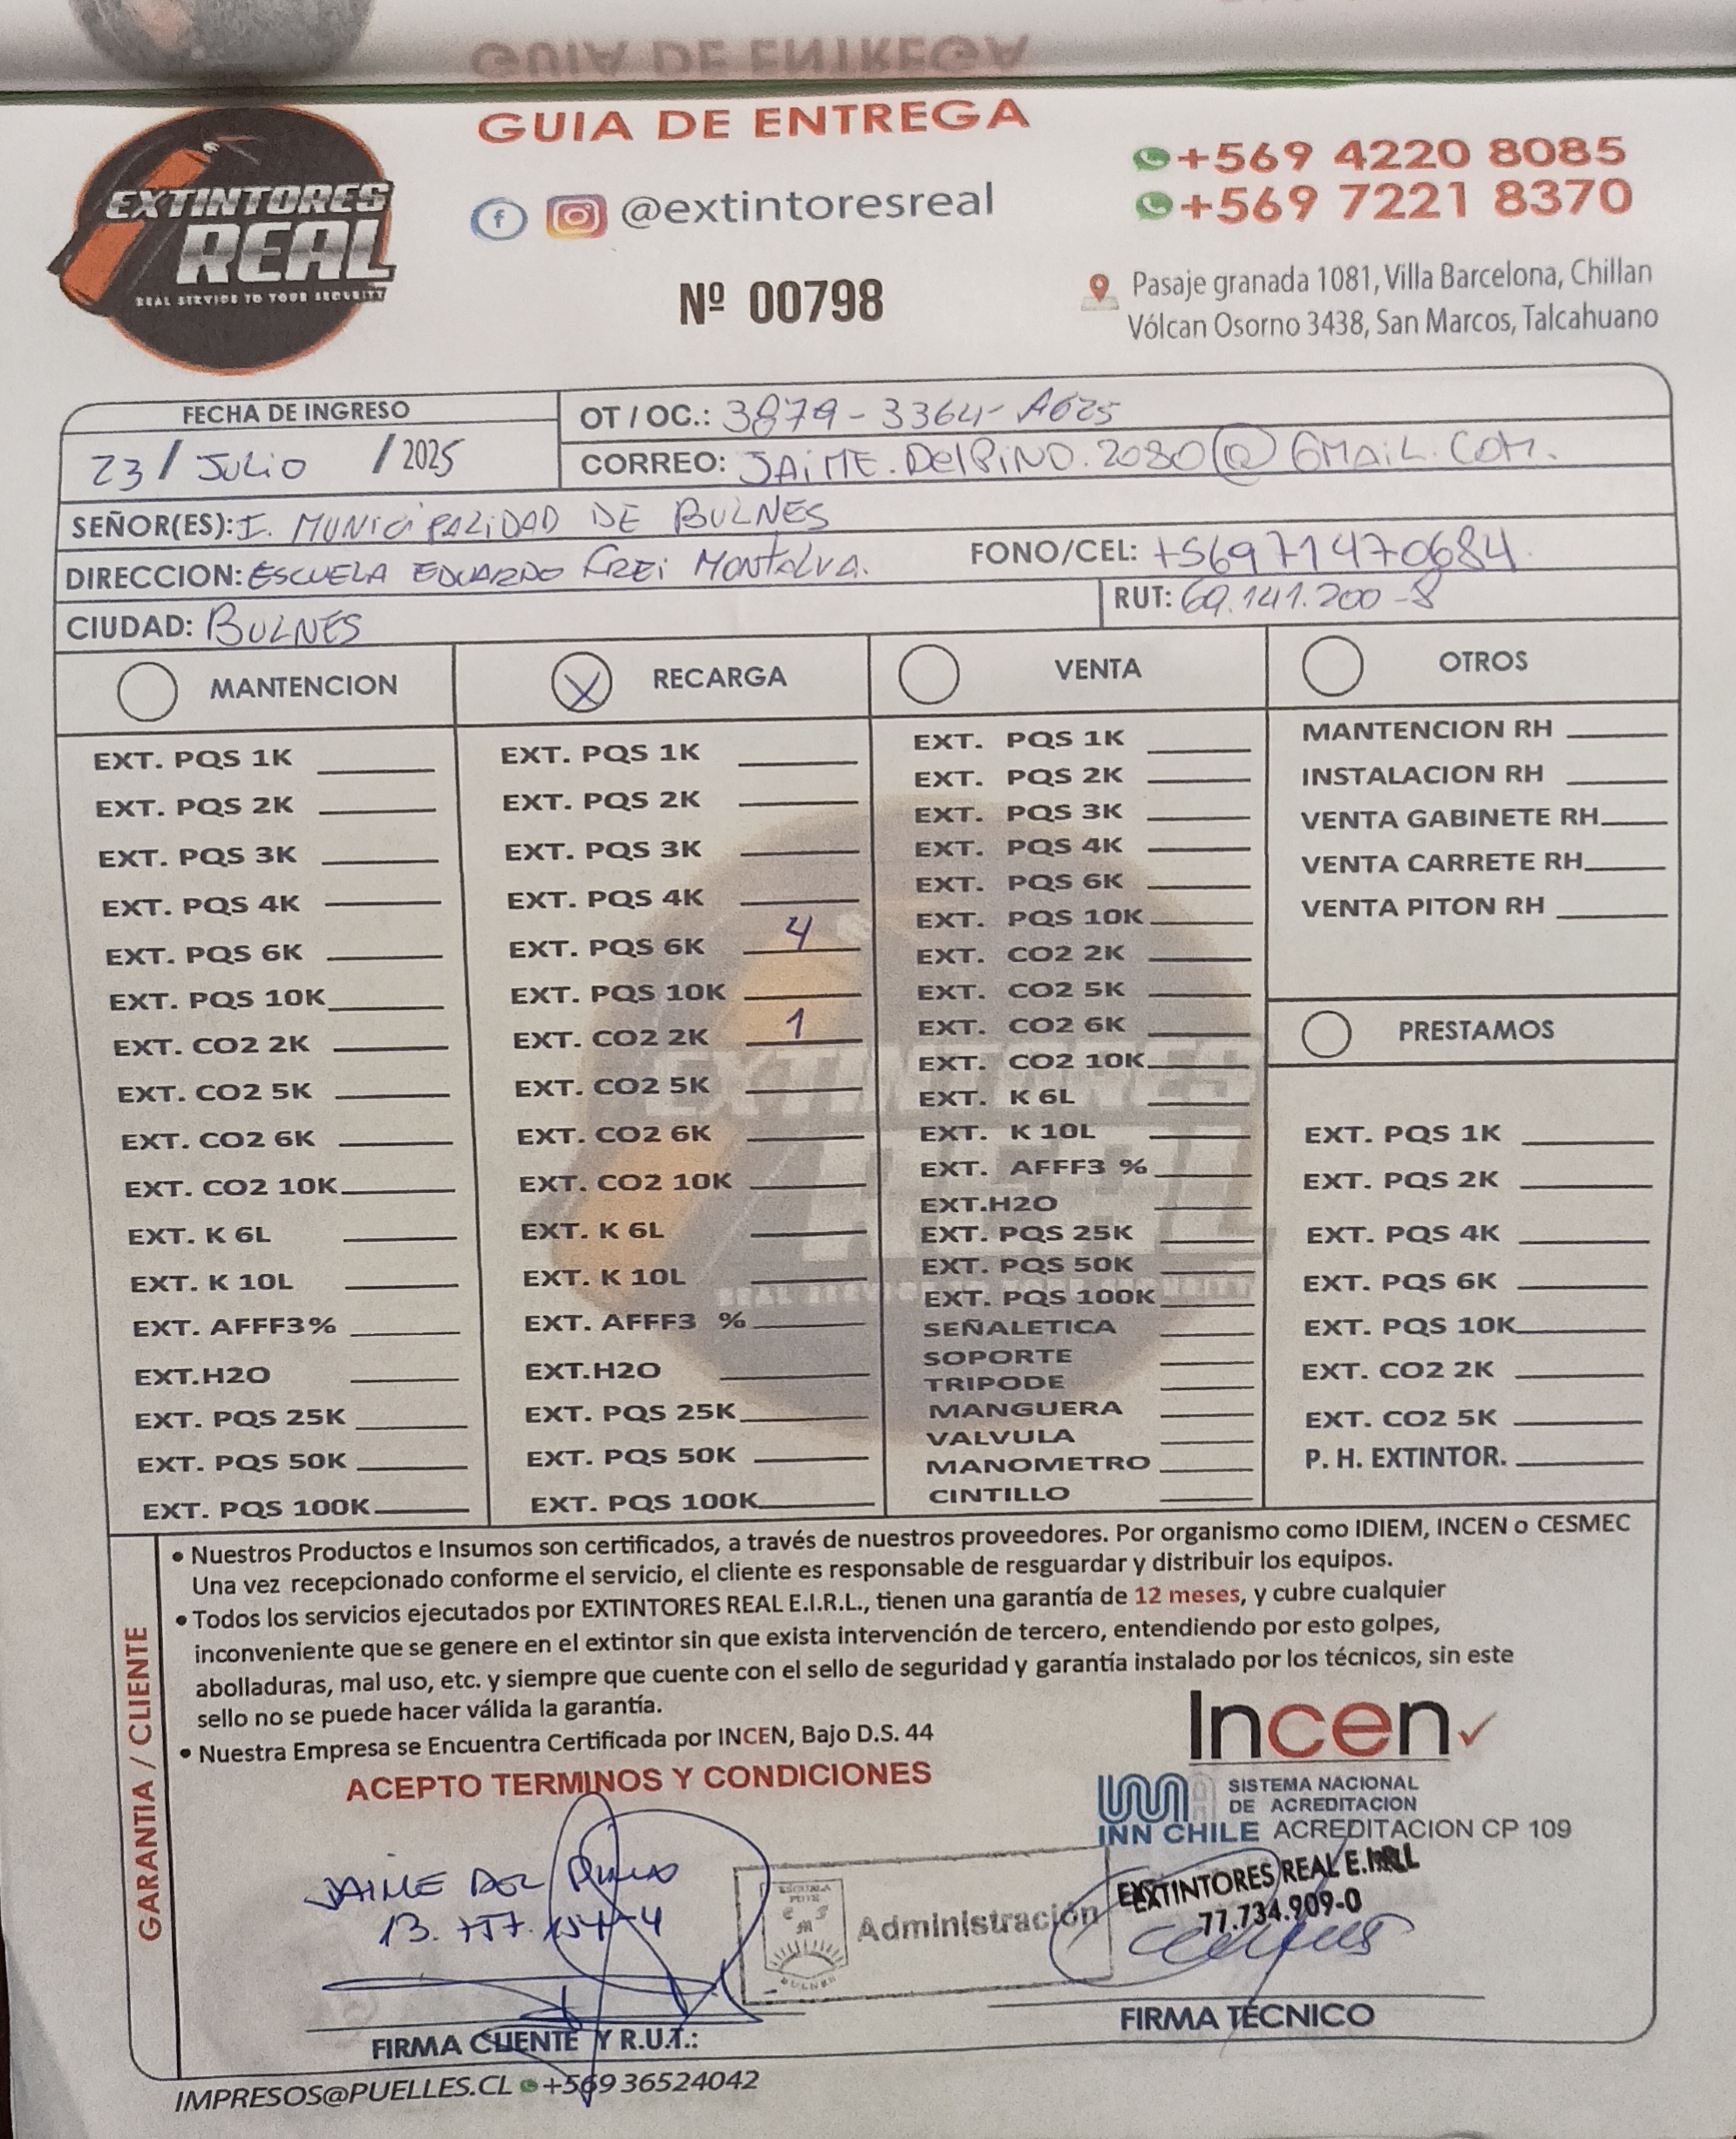 GUIA DE ENTREGA
EXTINTORES
REAL
REAL SERVICE TO YOUR SECURITY
@extintoresreal
+569 4220 8085
+569 7221 8370
Nº 00798
Pasaje granada 1081, Villa Barcelona, Chillan
Vólcan Osorno 3438, San Marcos, Talcahuano
FECHA DE INGRESO
23 / JULIO / 2025
OT / OC.: 3879-3364-AG25
CORREO: JAIME.DELPINO.2080@GMAIL.COM.
SEÑOR(ES): I. MUNICIPALIDAD DE BULNES
DIRECCION: ESCUELA EDUARDO FREI MONTALVA.
FONO/CEL: +56971470684
CIUDAD: BULNES
RUT: 69.141.200-8
MANTENCION
EXT. PQS 1K
EXT. PQS 2K
EXT. PQS 3K
EXT. PQS 4K
EXT. PQS 6K
EXT. PQS 10K
EXT. CO2 2K
EXT. CO2 5K
EXT. CO2 6K
EXT. CO2 10K
EXT. K 6L
EXT. K 10L
EXT. AFFF3%
EXT.H2O
EXT. PQS 25K
EXT. PQS 50K
EXT. PQS 100K
X RECARGA
EXT. PQS 1K
EXT. PQS 2K
EXT. PQS 3K
EXT. PQS 4K
EXT. PQS 6K 4
EXT. PQS 10K
EXT. CO2 2K 1
EXT. CO2 5K
EXT. CO2 6K
EXT. CO2 10K
EXT. K 6L
EXT. K 10L
EXT. AFFF3 %
EXT.H2O
EXT. PQS 25K
EXT. PQS 50K
EXT. PQS 100K
VENTA
EXT. PQS 1K
EXT. PQS 2K
EXT. PQS 3K
EXT. PQS 4K
EXT. PQS 6K
EXT. PQS 10K
EXT. CO2 2K
EXT. CO2 5K
EXT. CO2 6K
EXT. CO2 10K
EXT. K 6L
EXT. K 10L
EXT. AFFF3 %
EXT.H2O
EXT. PQS 25K
EXT. PQS 50K
EXT. PQS 100K
SEÑALETICA
SOPORTE
TRIPODE
MANGUERA
VALVULA
MANOMETRO
CINTILLO
OTROS
MANTENCION RH
INSTALACION RH
VENTA GABINETE RH
VENTA CARRETE RH
VENTA PITON RH
PRESTAMOS
EXT. PQS 1K
EXT. PQS 2K
EXT. PQS 4K
EXT. PQS 6K
EXT. PQS 10K
EXT. CO2 2K
EXT. CO2 5K
P. H. EXTINTOR.
GARANTIA / CLIENTE
• Nuestros Productos e Insumos son certificados, a través de nuestros proveedores. Por organismo como IDIEM, INCEN o CESMEC
Una vez recepcionado conforme el servicio, el cliente es responsable de resguardar y distribuir los equipos.
• Todos los servicios ejecutados por EXTINTORES REAL E.I.R.L., tienen una garantía de 12 meses, y cubre cualquier
inconveniente que se genere en el extintor sin que exista intervención de tercero, entendiendo por esto golpes,
abolladuras, mal uso, etc. y siempre que cuente con el sello de seguridad y garantía instalado por los técnicos, sin este
sello no se puede hacer válida la garantía.
• Nuestra Empresa se Encuentra Certificada por INCEN, Bajo D.S. 44
ACEPTO TERMINOS Y CONDICIONES
Incen
INN CHILE
SISTEMA NACIONAL
DE ACREDITACION
ACREDITACION CP 109
JAIME DEL PINO
ESCUELA
BULNES
Administración
EXTINTORES REAL E.I.R.L
77.734.909-0
FIRMA CLIENTE Y R.U.T.:
FIRMA TÉCNICO
IMPRESOS@PUELLES.CL +569 36524042